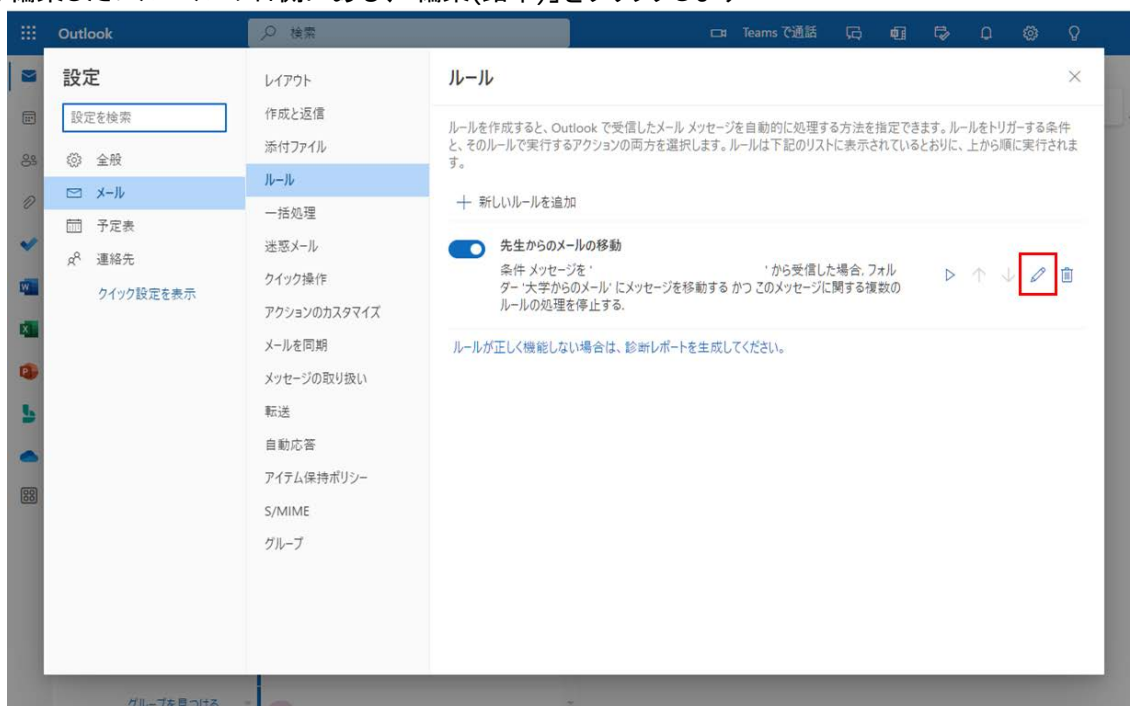 編集(鉛筆)」をクリックします
Outlook
検索
Teams で通話
設定
設定を検索
全般
メール
予定表
連絡先
クイック設定を表示
レイアウト
作成と返信
添付ファイル
ルール
一括処理
迷惑メール
クイック操作
アクションのカスタマイズ
メールを同期
メッセージの取り扱い
転送
自動応答
アイテム保持ポリシー
S/MIME
グループ
ルール
ルールを作成すると、Outlook で受信したメール メッセージを自動的に処理する方法を指定できます。ルールをトリガーする条件
と、そのルールで実行するアクションの両方を選択します。ルールは下記のリストに表示されているとおりに、上から順に実行されま
す。
新しいルールを追加
先生からのメールの移動
条件 メッセージを ' ' から受信した場合, フォル
ダー '大学からのメール' にメッセージを移動する かつ このメッセージに関する複数の
ルールの処理を停止する.
ルールが正しく機能しない場合は、診断レポートを生成してください。
グループを見つける